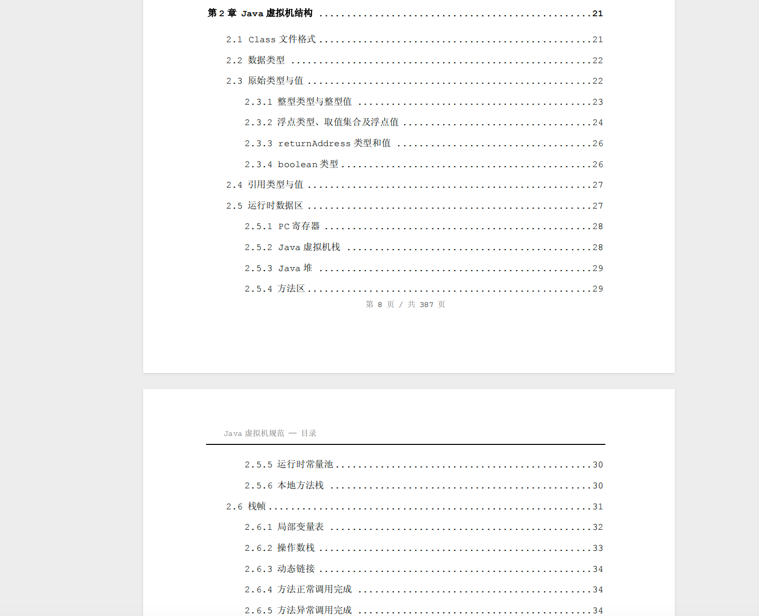 第 2 章 Java 虚拟机结构 .................................................21
2.1 Class 文件格式.................................................21
2.2 数据类型 ......................................................22
2.3 原始类型与值 ...................................................22
2.3.1 整型类型与整型值 ..........................................23
2.3.2 浮点类型、取值集合及浮点值 ..................................24
2.3.3 returnAddress 类型和值 ...................................26
2.3.4 boolean 类型.............................................26
2.4 引用类型与值 ...................................................27
2.5 运行时数据区 ...................................................27
2.5.1 PC 寄存器 ................................................28
2.5.2 Java 虚拟机栈 ............................................28
2.5.3 Java 堆 .................................................29
2.5.4 方法区...................................................29
第 8 页 / 共 387 页
Java 虚拟机规范 — 目录
2.5.5 运行时常量池..............................................30
2.5.6 本地方法栈 ...............................................30
2.6 栈帧..........................................................31
2.6.1 局部变量表 ...............................................32
2.6.2 操作数栈 .................................................33
2.6.3 动态链接 .................................................34
2.6.4 方法正常调用完成 ..........................................34
2.6.5 方法异常调用完成 ..........................................34